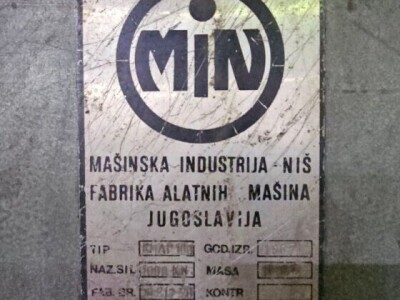 MIN
MAŠINSKA INDUSTRIJA - NIŠ
FABRIKA ALATNIH MAŠINA
JUGOSLAVIJA
TIP GOD.IZR.
NAZ.SIL MASA
FAB. BR. KONTR